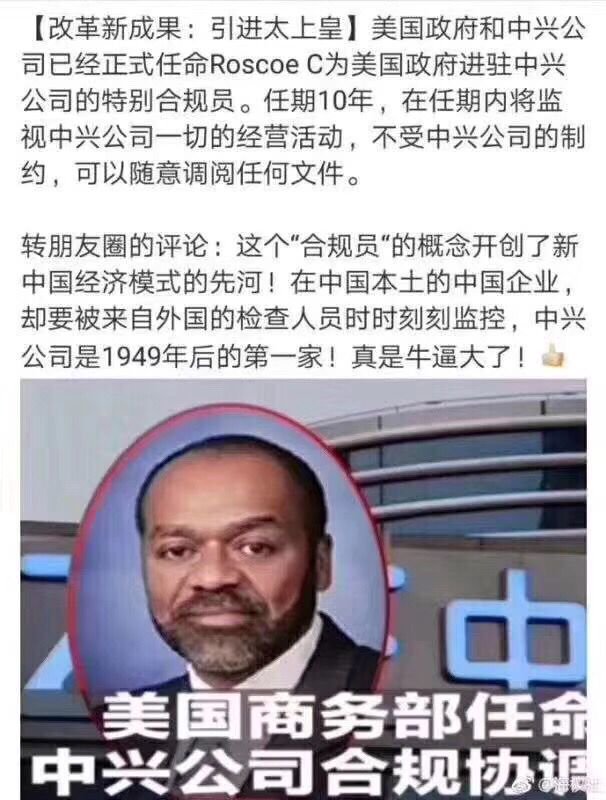 【改革新成果：引进太上皇】美国政府和中兴公
司已经正式任命Roscoe C为美国政府进驻中兴
公司的特别合规员。任期10年，在任期内将监
视中兴公司一切的经营活动，不受中兴公司的制
约，可以随意调阅任何文件。
转朋友圈的评论：这个“合规员“的概念开创了新
中国经济模式的先河！在中国本土的中国企业，
却要被来自外国的检查人员时时刻刻监控，中兴
公司是1949年后的第一家！真是牛逼大了！👍
中
美国商务部任命
中兴公司合规协调